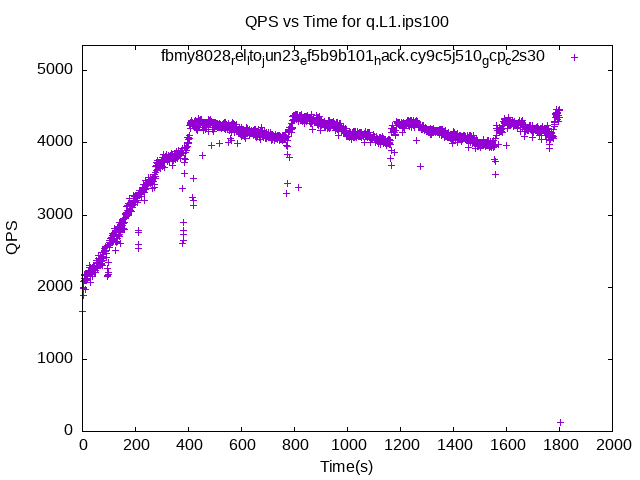 QPS vs Time for q.L1.ips100
fbmy8028relltojun23ef5b9b101hack.cy9c5j510gcpc2s30
5000
4000
3000
2000
1000
0
QPS
0 200 400 600 800 1000 1200 1400 1600 1800 2000
Time(s)